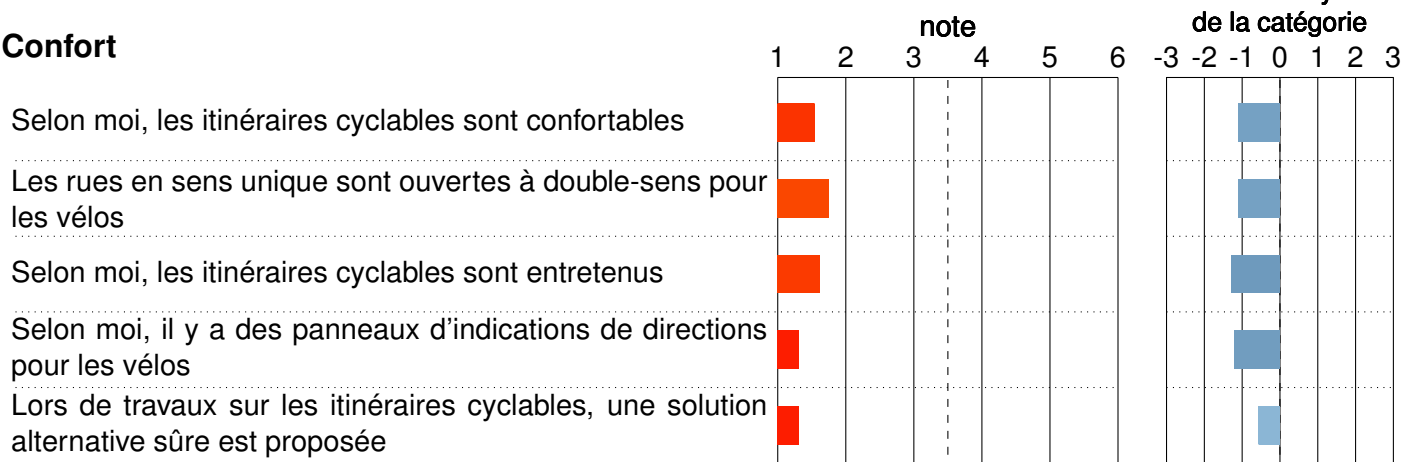 note
de la catégorie
Confort
1 2 3 4 5 6
-3 -2 -1 0 1 2 3
Selon moi, les itinéraires cyclables sont confortables
Les rues en sens unique sont ouvertes à double-sens pour
les vélos
Selon moi, les itinéraires cyclables sont entretenus
Selon moi, il y a des panneaux d'indications de directions
pour les vélos
Lors de travaux sur les itinéraires cyclables, une solution
alternative sûre est proposée